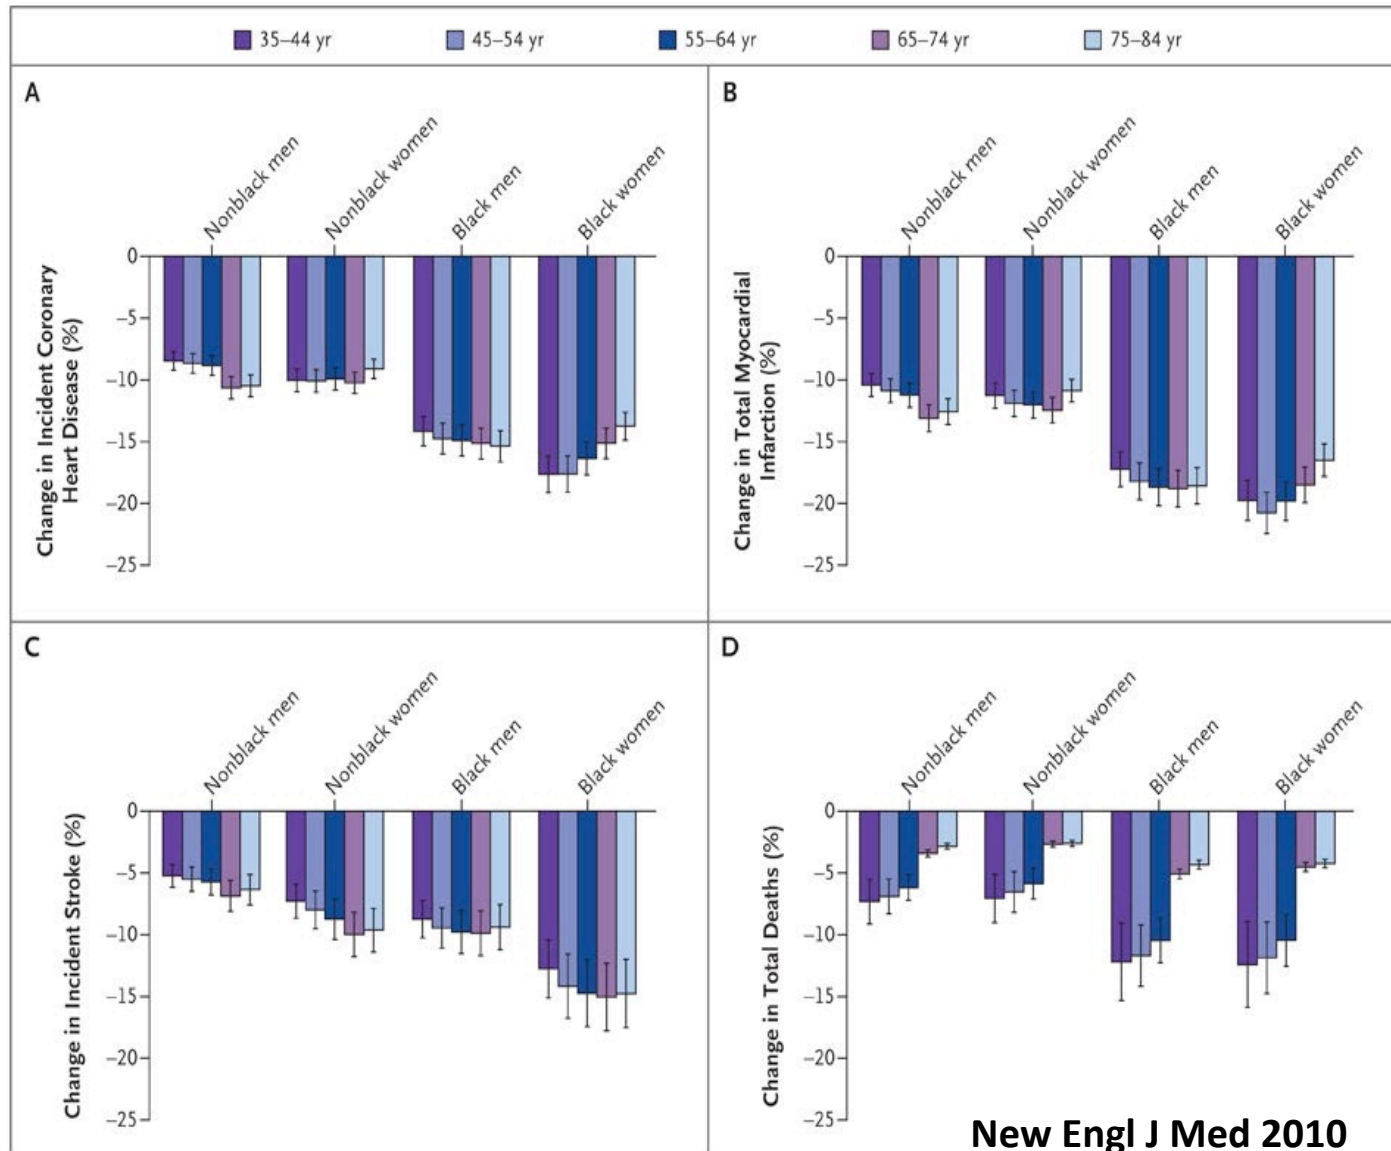 35–44 yr
45–54 yr
55–64 yr
65–74 yr
75–84 yr
A
Nonblack men
Nonblack women
Black men
Black women
Change in Incident Coronary
Heart Disease (%)
0
–5
–10
–15
–20
–25
B
Nonblack men
Nonblack women
Black men
Black women
Change in Total Myocardial
Infarction (%)
0
–5
–10
–15
–20
–25
C
Nonblack men
Nonblack women
Black men
Black women
Change in Incident Stroke (%)
0
–5
–10
–15
–20
–25
D
Nonblack men
Nonblack women
Black men
Black women
Change in Total Deaths (%)
0
–5
–10
–15
–20
–25
New Engl J Med 2010